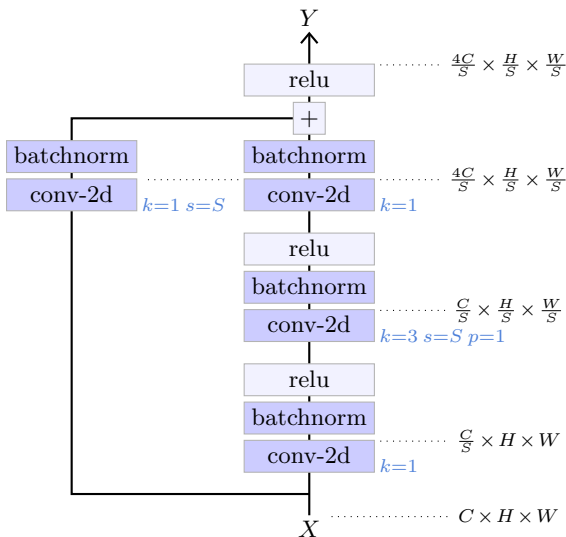 Y
relu
4C/S × H/S × W/S
+
batchnorm batchnorm
conv-2d k=1 s=S conv-2d k=1
4C/S × H/S × W/S
relu
batchnorm
conv-2d k=3 s=S p=1
C/S × H/S × W/S
relu
batchnorm
conv-2d k=1
C/S × H × W
X
C × H × W